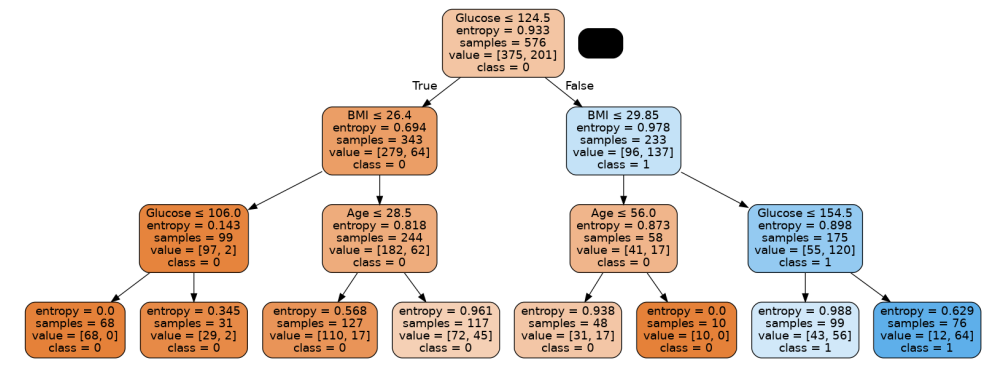 Glucose ≤ 124.5
entropy = 0.933
samples = 576
value = [375, 201]
class = 0
True
False
BMI ≤ 26.4
entropy = 0.694
samples = 343
value = [279, 64]
class = 0
BMI ≤ 29.85
entropy = 0.978
samples = 233
value = [96, 137]
class = 1
Glucose ≤ 106.0
entropy = 0.143
samples = 99
value = [97, 2]
class = 0
Age ≤ 28.5
entropy = 0.818
samples = 244
value = [182, 62]
class = 0
Age ≤ 56.0
entropy = 0.873
samples = 58
value = [41, 17]
class = 0
Glucose ≤ 154.5
entropy = 0.898
samples = 175
value = [55, 120]
class = 1
entropy = 0.0
samples = 68
value = [68, 0]
class = 0
entropy = 0.345
samples = 31
value = [29, 2]
class = 0
entropy = 0.568
samples = 127
value = [110, 17]
class = 0
entropy = 0.961
samples = 117
value = [72, 45]
class = 0
entropy = 0.938
samples = 48
value = [31, 17]
class = 0
entropy = 0.0
samples = 10
value = [10, 0]
class = 0
entropy = 0.988
samples = 99
value = [43, 56]
class = 1
entropy = 0.629
samples = 76
value = [12, 64]
class = 1